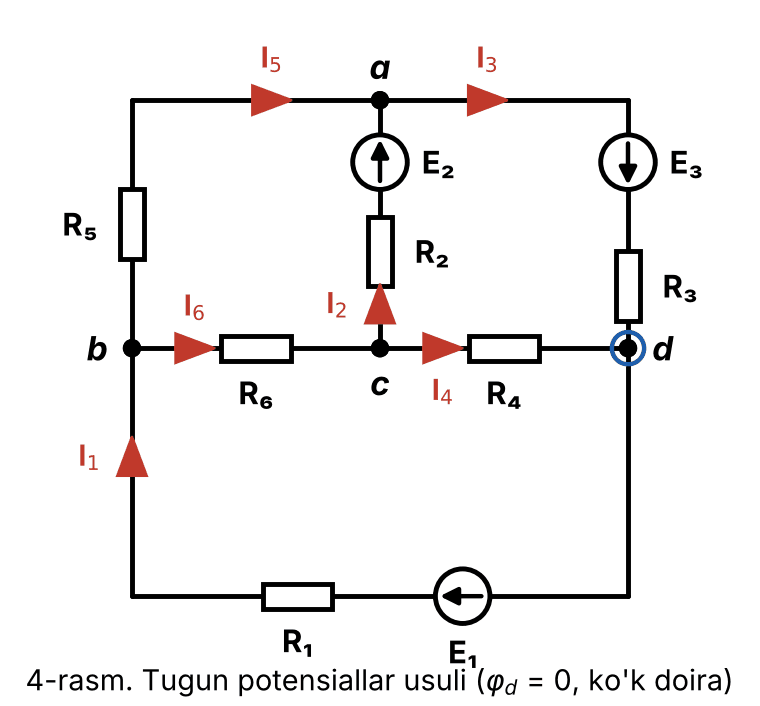 I₅
I₃
a
E₂
E₃
R₅
R₂
R₃
I₆
I₂
b
d
c
R₆
I₄
R₄
I₁
R₁
E₁
4-rasm. Tugun potensiallar usuli (φ_d = 0, ko'k doira)